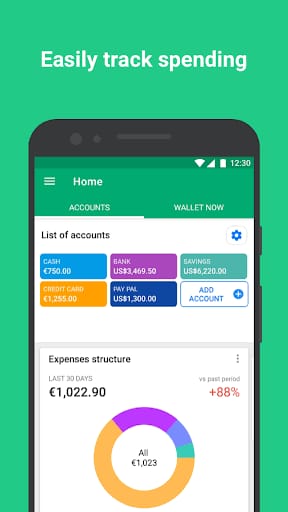 Easily track spending
12:30
Home
ACCOUNTS WALLET NOW
List of accounts
CASH
€750.00
BANK
US$3,469.50
SAVINGS
US$6,220.00
CREDIT CARD
€1,255.00
PAY PAL
US$1,300.00
ADD
ACCOUNT
Expenses structure
LAST 30 DAYS vs past period
€1,022.90 +88%
All
€1,023